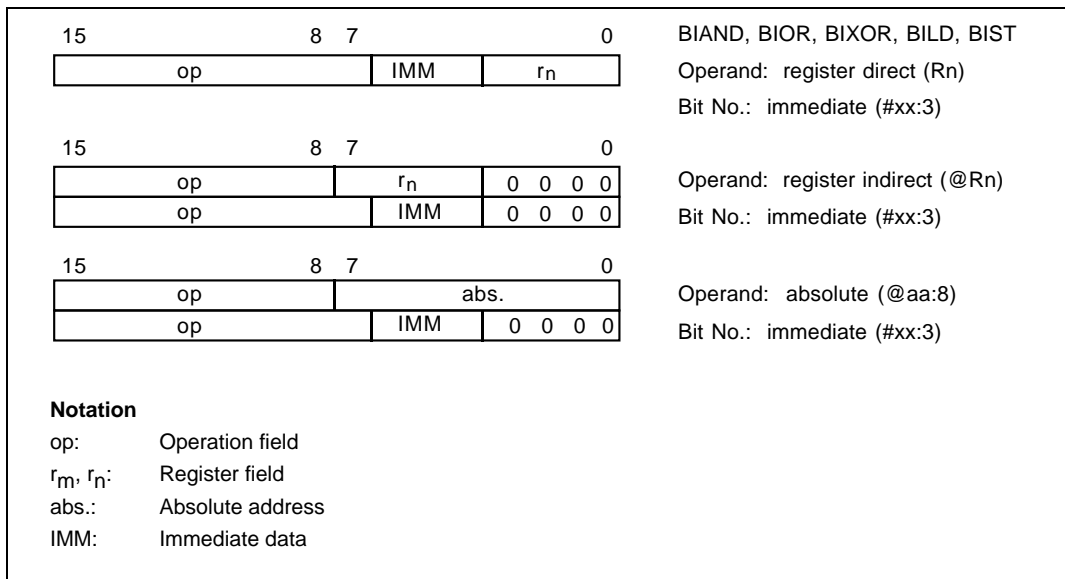 15 8 7 0 BIAND, BIOR, BIXOR, BILD, BIST
op IMM rn Operand: register direct (Rn)
Bit No.: immediate (#xx:3)
15 8 7 0
op rn 0 0 0 0 Operand: register indirect (@Rn)
op IMM 0 0 0 0 Bit No.: immediate (#xx:3)
15 8 7 0
op abs. Operand: absolute (@aa:8)
op IMM 0 0 0 0 Bit No.: immediate (#xx:3)
Notation
op: Operation field
rm, rn: Register field
abs.: Absolute address
IMM: Immediate data